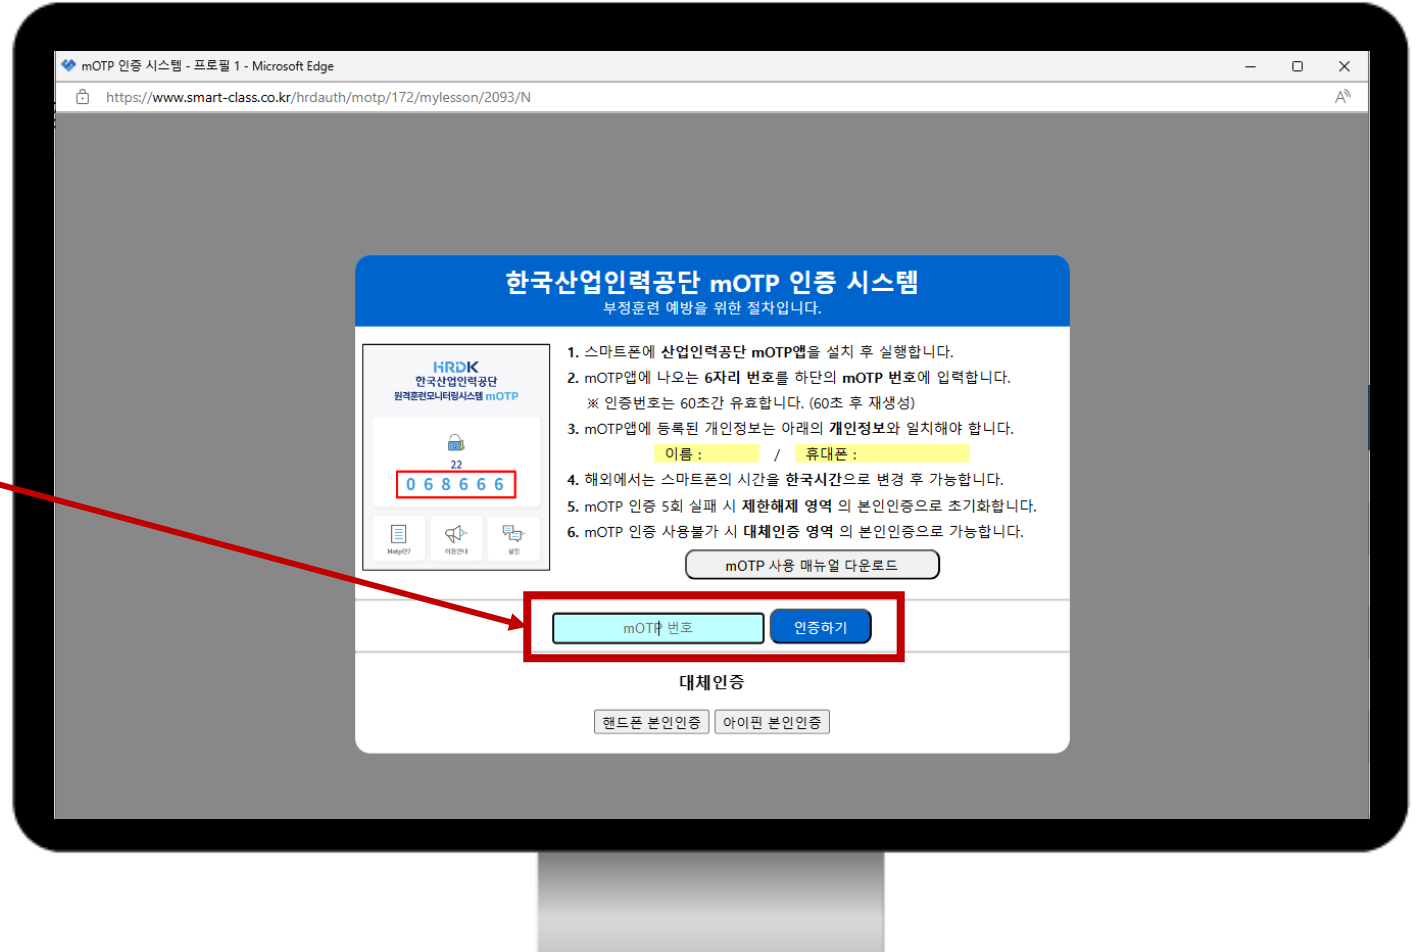 mOTP 인증 시스템 - 프로필 1 - Microsoft Edge
https://www.smart-class.co.kr/hrdauth/motp/172/mylesson/2093/N
한국산업인력공단 mOTP 인증 시스템
부정훈련 예방을 위한 절차입니다.
HRDK
한국산업인력공단
원격훈련모니터링시스템 mOTP
22
0 6 8 6 6 6
Motp란?
이용안내
설정
1. 스마트폰에 산업인력공단 mOTP앱을 설치 후 실행합니다.
2. mOTP앱에 나오는 6자리 번호를 하단의 mOTP 번호에 입력합니다.
※ 인증번호는 60초간 유효합니다. (60초 후 재생성)
3. mOTP앱에 등록된 개인정보는 아래의 개인정보와 일치해야 합니다.
이름 : / 휴대폰 :
4. 해외에서는 스마트폰의 시간을 한국시간으로 변경 후 가능합니다.
5. mOTP 인증 5회 실패 시 제한해제 영역 의 본인인증으로 초기화합니다.
6. mOTP 인증 사용불가 시 대체인증 영역 의 본인인증으로 가능합니다.
mOTP 사용 매뉴얼 다운로드
mOTP 번호 인증하기
대체인증
핸드폰 본인인증 아이핀 본인인증